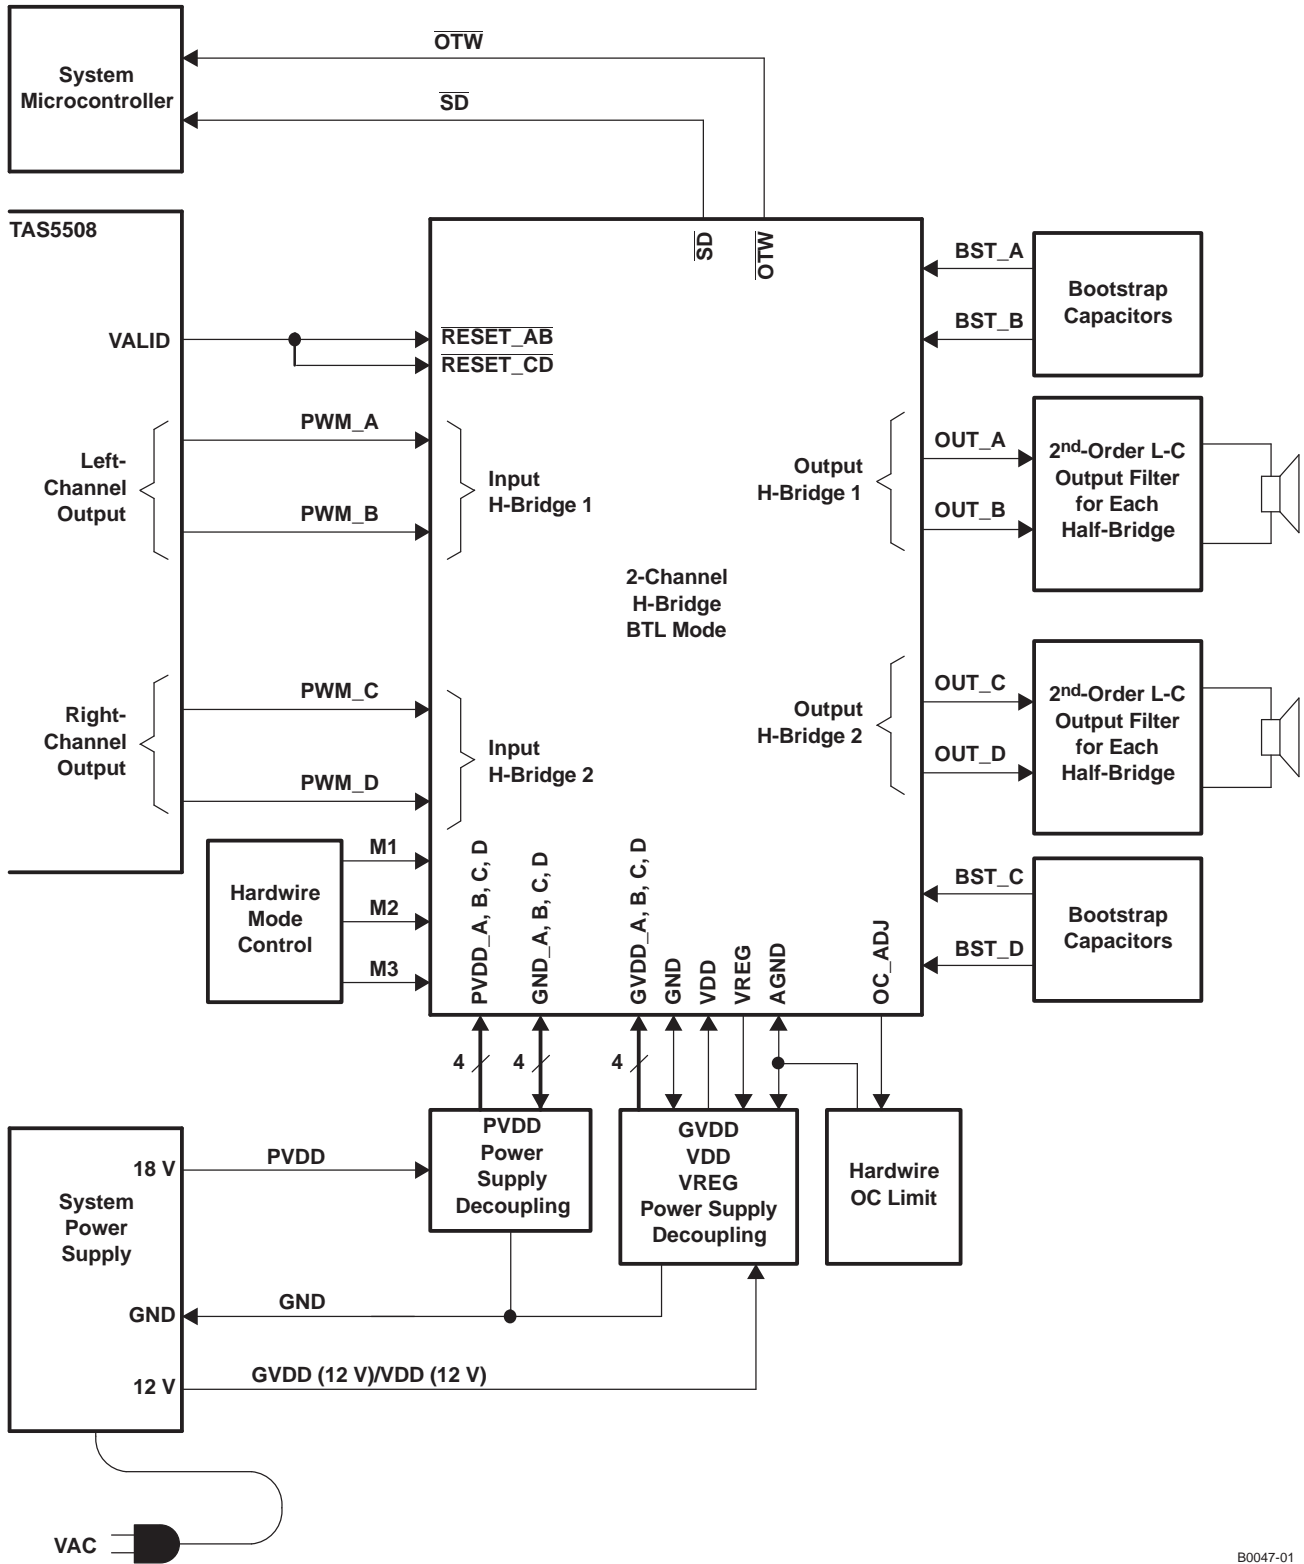 OTW
System
Microcontroller
SD
TAS5508
SD
OTW
BST_A
Bootstrap
Capacitors
BST_B
VALID
RESET_AB
RESET_CD
PWM_A
Left-
Channel
Output
Input
H-Bridge 1
PWM_B
Output
H-Bridge 1
OUT_A
OUT_B
2nd-Order L-C
Output Filter
for Each
Half-Bridge
2-Channel
H-Bridge
BTL Mode
PWM_C
Right-
Channel
Output
Input
H-Bridge 2
PWM_D
Output
H-Bridge 2
OUT_C
OUT_D
2nd-Order L-C
Output Filter
for Each
Half-Bridge
M1
Hardwire
Mode
Control
M2
M3
PVDD_A, B, C, D
GND_A, B, C, D
GVDD_A, B, C, D
GND
VDD
VREG
AGND
OC_ADJ
BST_C
Bootstrap
Capacitors
BST_D
4
4
4
PVDD
Power
Supply
Decoupling
GVDD
VDD
VREG
Power Supply
Decoupling
Hardwire
OC Limit
18 V
PVDD
System
Power
Supply
GND
GND
12 V
GVDD (12 V)/VDD (12 V)
VAC
B0047-01